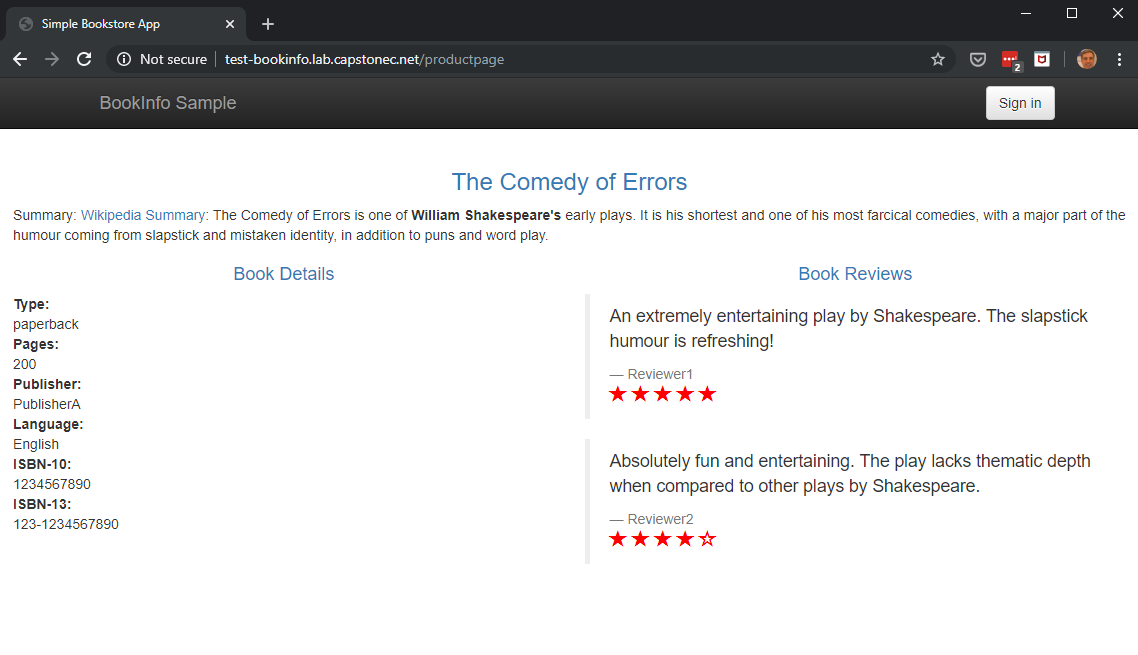 Simple Bookstore App
Not secure
test-bookinfo.lab.capstonec.net/productpage
2
BookInfo Sample
Sign in
The Comedy of Errors
Summary: Wikipedia Summary: The Comedy of Errors is one of William Shakespeare's early plays. It is his shortest and one of his most farcical comedies, with a major part of the
humour coming from slapstick and mistaken identity, in addition to puns and word play.
Book Details
Type:
paperback
Pages:
200
Publisher:
PublisherA
Language:
English
ISBN-10:
1234567890
ISBN-13:
123-1234567890
Book Reviews
An extremely entertaining play by Shakespeare. The slapstick
humour is refreshing!
— Reviewer1
★★★★★
Absolutely fun and entertaining. The play lacks thematic depth
when compared to other plays by Shakespeare.
— Reviewer2
★★★★☆